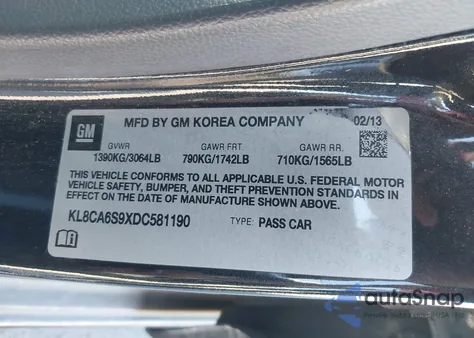 MFD BY GM KOREA COMPANY 02/13
GM
GVWR GAWR FRT. GAWR RR.
1390KG/3064LB 790KG/1742LB 710KG/1565LB
THIS VEHICLE CONFORMS TO ALL APPLICABLE U.S. FEDERAL MOTOR
VEHICLE SAFETY, BUMPER, AND THEFT PREVENTION STANDARDS IN
EFFECT ON THE DATE OF MANUFACTURE SHOWN ABOVE.
KL8CA6S9XDC581190 TYPE: PASS CAR
autoSnap